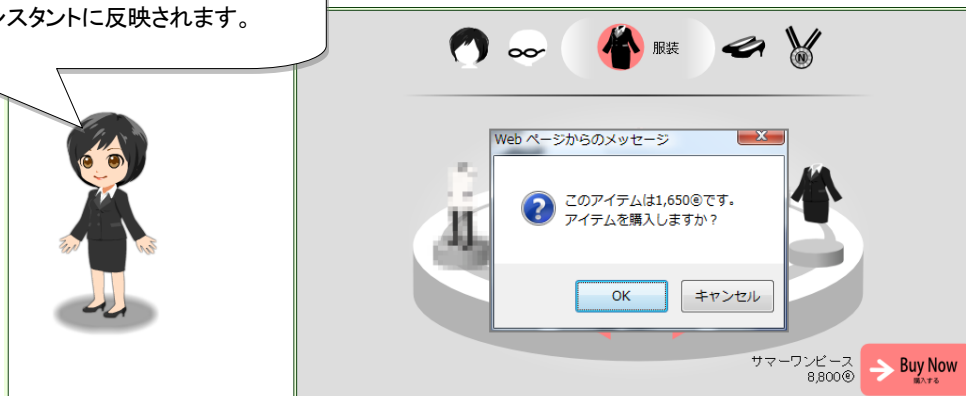 スタントに反映されます。
服装
N
Web ページからのメッセージ
このアイテムは1,650ⓔです。
アイテムを購入しますか？
OK
キャンセル
サマーワンピース
8,800ⓔ
Buy Now
購入する